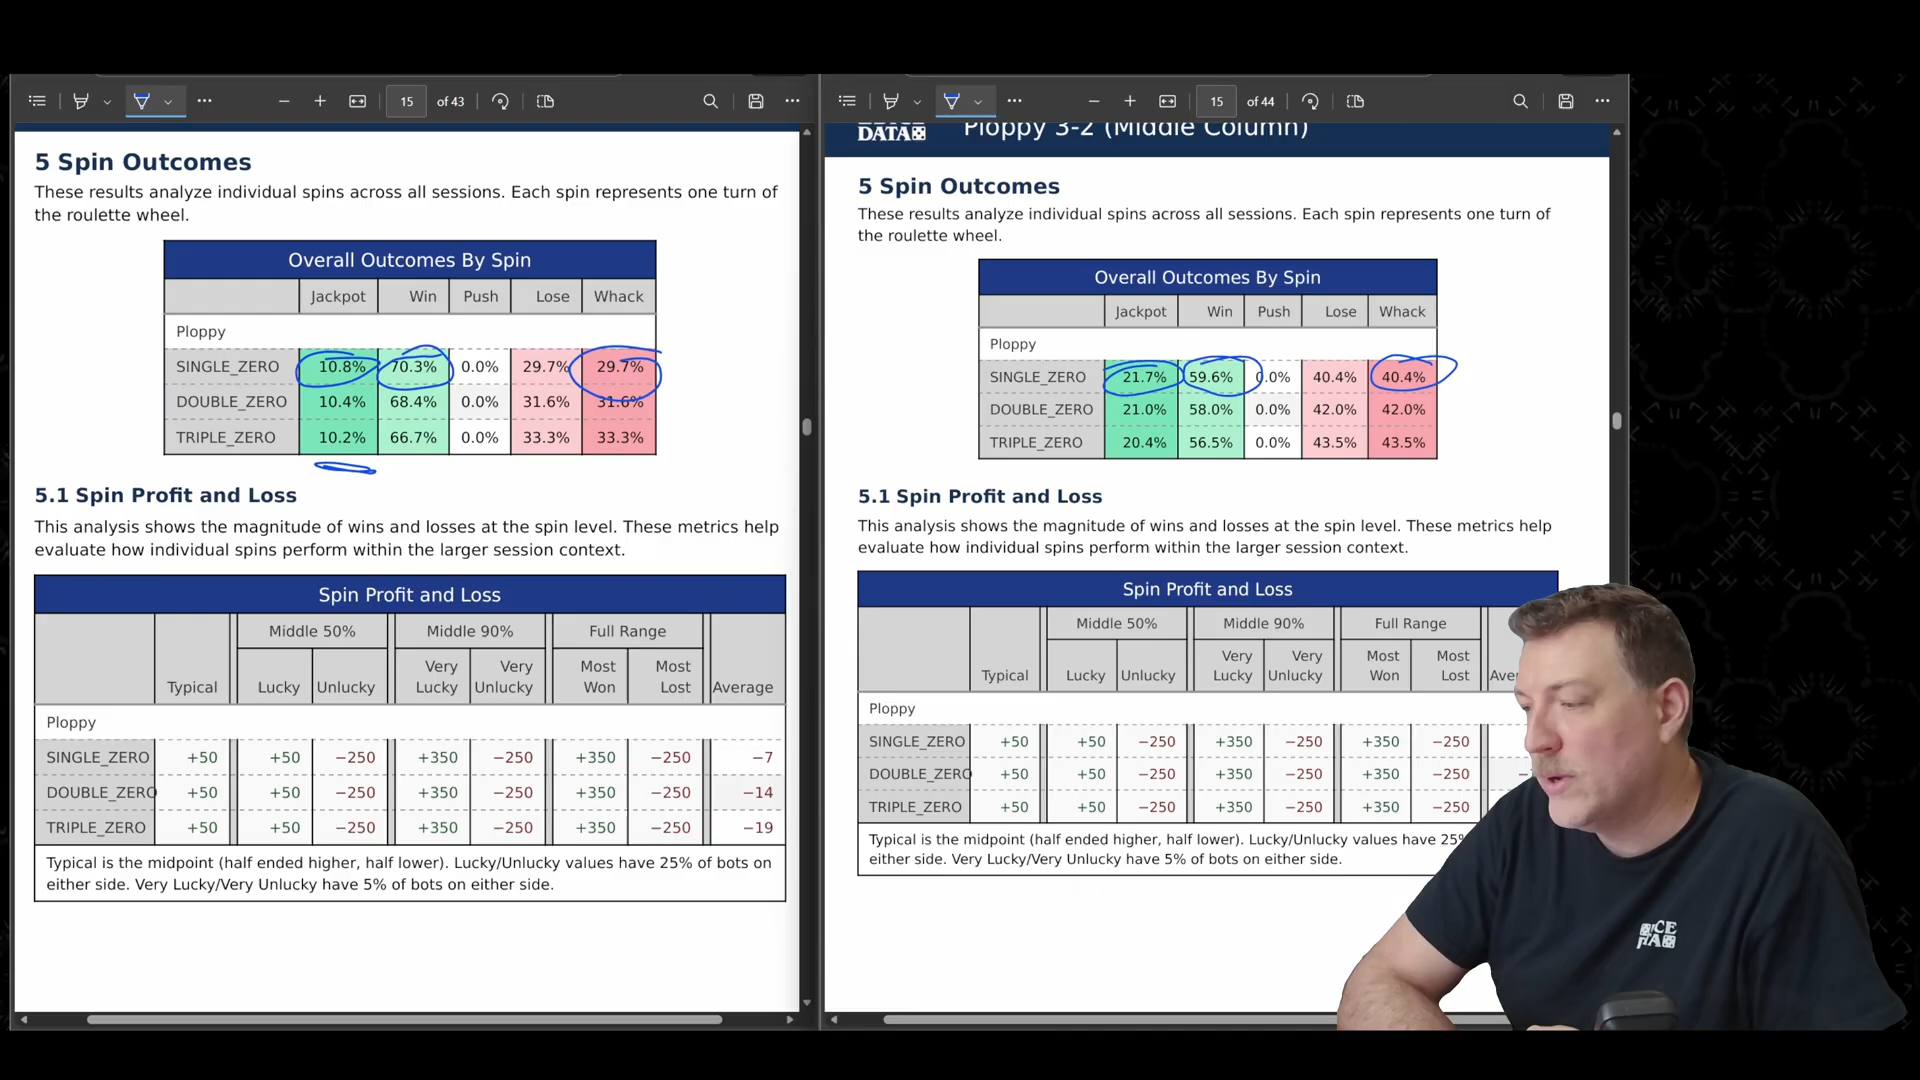 15 of 43
5 Spin Outcomes
These results analyze individual spins across all sessions. Each spin represents one turn of
the roulette wheel.
Overall Outcomes By Spin
Jackpot Win Push Lose Whack
Ploppy
SINGLE_ZERO 10.8% 70.3% 0.0% 29.7% 29.7%
DOUBLE_ZERO 10.4% 68.4% 0.0% 31.6% 31.6%
TRIPLE_ZERO 10.2% 66.7% 0.0% 33.3% 33.3%
5.1 Spin Profit and Loss
This analysis shows the magnitude of wins and losses at the spin level. These metrics help
evaluate how individual spins perform within the larger session context.
Spin Profit and Loss
Middle 50% Middle 90% Full Range
Very Very Most Most
Typical Lucky Unlucky Lucky Unlucky Won Lost Average
Ploppy
SINGLE_ZERO +50 +50 −250 +350 −250 +350 −250 −7
DOUBLE_ZERO +50 +50 −250 +350 −250 +350 −250 −14
TRIPLE_ZERO +50 +50 −250 +350 −250 +350 −250 −19
Typical is the midpoint (half ended higher, half lower). Lucky/Unlucky values have 25% of bots on
either side. Very Lucky/Very Unlucky have 5% of bots on either side.
15 of 44
DATA Ploppy 3-2 (Middle Column)
5 Spin Outcomes
These results analyze individual spins across all sessions. Each spin represents one turn of
the roulette wheel.
Overall Outcomes By Spin
Jackpot Win Push Lose Whack
Ploppy
SINGLE_ZERO 21.7% 59.6% 0.0% 40.4% 40.4%
DOUBLE_ZERO 21.0% 58.0% 0.0% 42.0% 42.0%
TRIPLE_ZERO 20.4% 56.5% 0.0% 43.5% 43.5%
5.1 Spin Profit and Loss
This analysis shows the magnitude of wins and losses at the spin level. These metrics help
evaluate how individual spins perform within the larger session context.
Spin Profit and Loss
Middle 50% Middle 90% Full Range
Very Very Most Most
Typical Lucky Unlucky Lucky Unlucky Won Lost
Ploppy
SINGLE_ZERO +50 +50 −250 +350 −250 +350 −250
DOUBLE_ZERO +50 +50 −250 +350 −250 +350 −250
TRIPLE_ZERO +50 +50 −250 +350 −250 +350 −250
Typical is the midpoint (half ended higher, half lower). Lucky/Unlucky values have 25%
either side. Very Lucky/Very Unlucky have 5% of bots on either side.